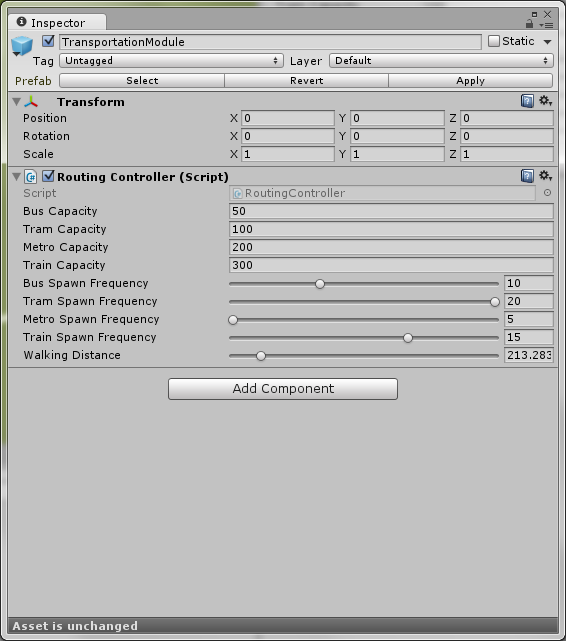 Inspector
TransportationModule Static
Tag Untagged Layer Default
Prefab Select Revert Apply
Transform
Position X 0 Y 0 Z 0
Rotation X 0 Y 0 Z 0
Scale X 1 Y 1 Z 1
Routing Controller (Script)
Script RoutingController
Bus Capacity 50
Tram Capacity 100
Metro Capacity 200
Train Capacity 300
Bus Spawn Frequency 10
Tram Spawn Frequency 20
Metro Spawn Frequency 5
Train Spawn Frequency 15
Walking Distance 213.283
Add Component
Asset is unchanged